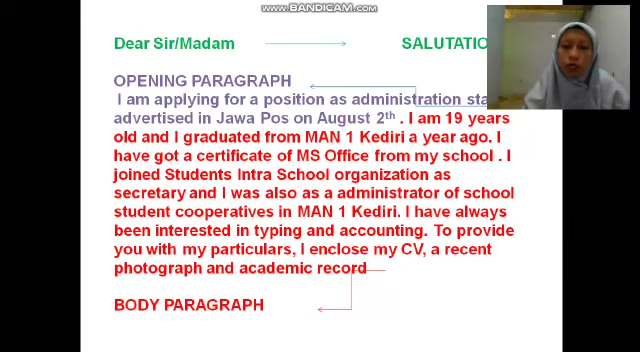 WWW.BANDICAM.COM
Dear Sir/Madam SALUTATIO
OPENING PARAGRAPH
I am applying for a position as administration sta
advertised in Jawa Pos on August 2th . I am 19 years
old and I graduated from MAN 1 Kediri a year ago. I
have got a certificate of MS Office from my school . I
joined Students Intra School organization as
secretary and I was also as a administrator of school
student cooperatives in MAN 1 Kediri. I have always
been interested in typing and accounting. To provide
you with my particulars, I enclose my CV, a recent
photograph and academic record
BODY PARAGRAPH